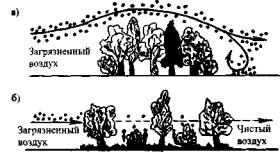 а)
Загрязненный
воздух
б)
Загрязненный
воздух
Чистый
воздух